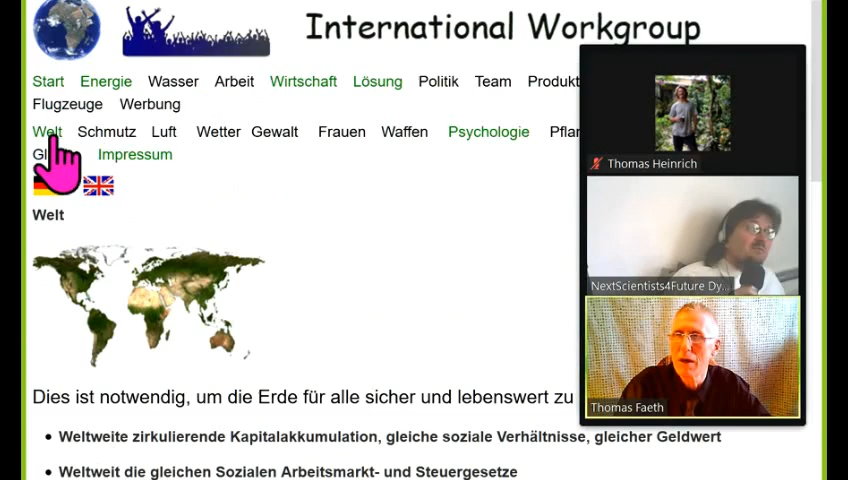 International Workgroup
Start Energie Wasser Arbeit Wirtschaft Lösung Politik Team Produkt
Flugzeuge Werbung
Welt Schmutz Luft Wetter Gewalt Frauen Waffen Psychologie Pflan
Impressum
Welt
Dies ist notwendig, um die Erde für alle sicher und lebenswert zu
• Weltweite zirkulierende Kapitalakkumulation, gleiche soziale Verhältnisse, gleicher Geldwert
• Weltweit die gleichen Sozialen Arbeitsmarkt- und Steuergesetze
Thomas Heinrich
NextScientists4Future Dy...
Thomas Faeth